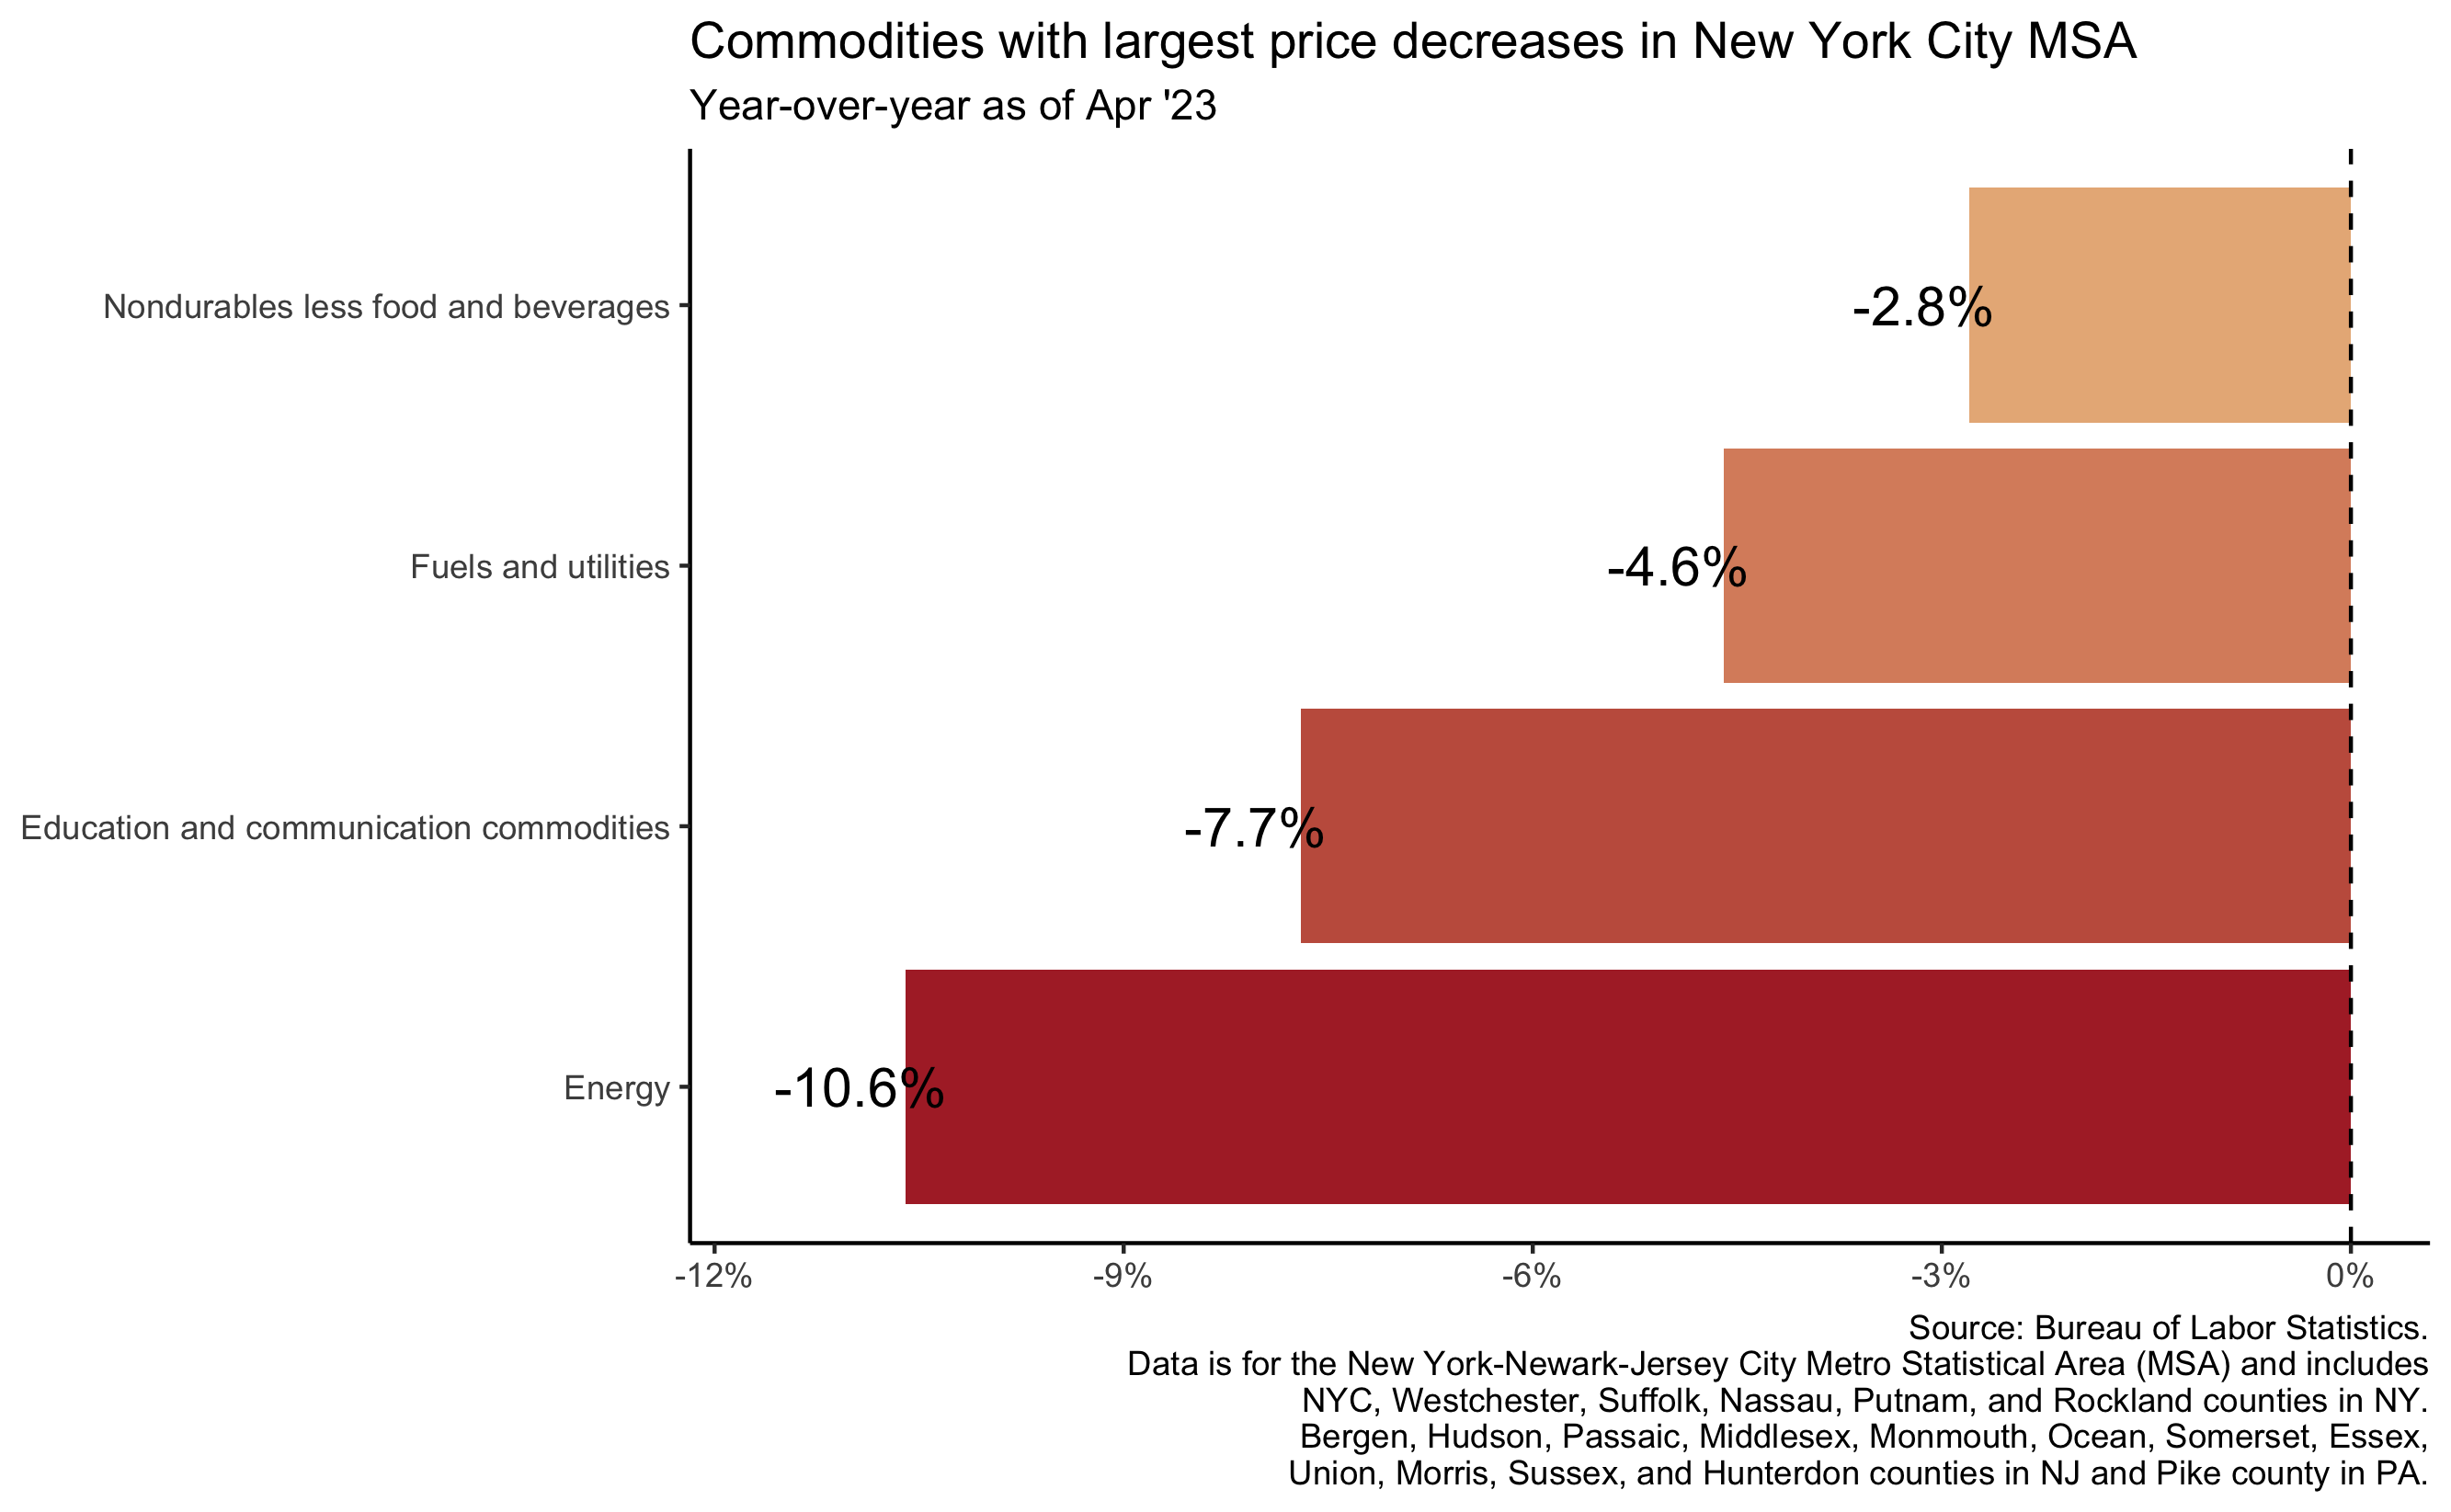 Commodities with largest price decreases in New York City MSA
Year-over-year as of Apr '23
Nondurables less food and beverages
-2.8%
Fuels and utilities
-4.6%
Education and communication commodities
-7.7%
Energy
-10.6%
-12%
-9%
-6%
-3%
0%
Source: Bureau of Labor Statistics.
Data is for the New York-Newark-Jersey City Metro Statistical Area (MSA) and includes
NYC, Westchester, Suffolk, Nassau, Putnam, and Rockland counties in NY.
Bergen, Hudson, Passaic, Middlesex, Monmouth, Ocean, Somerset, Essex,
Union, Morris, Sussex, and Hunterdon counties in NJ and Pike county in PA.